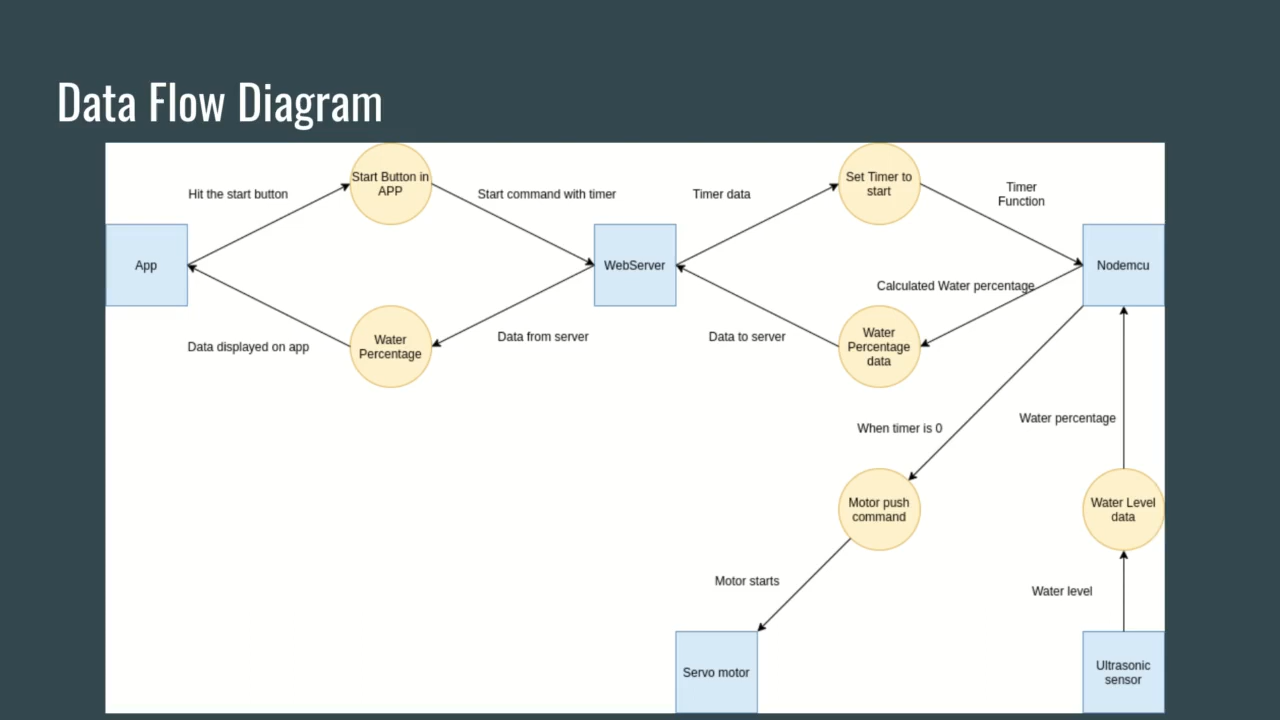 Data Flow Diagram
Hit the start button
Start Button in
APP
Start command with timer
Timer data
Set Timer to
start
Timer
Function
App
WebServer
Nodemcu
Calculated Water percentage
Data displayed on app
Water
Percentage
Data from server
Data to server
Water
Percentage
data
When timer is 0
Water percentage
Motor push
command
Water Level
data
Motor starts
Water level
Servo motor
Ultrasonic
sensor